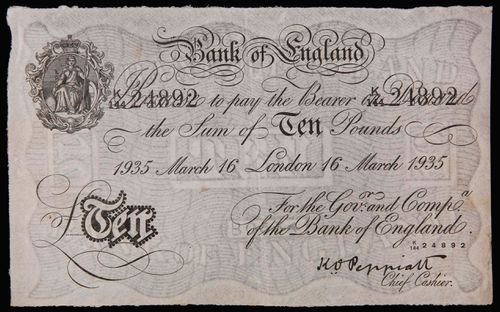 Bank of England
K/144 24892 to pay the Bearer on Demand K/144 24892
the Sum of Ten Pounds
1935 March 16 London 16 March 1935
For the Govr. and Compa.
of the Bank of England.
K/144 24892
£Ten
K.O. Peppiatt
Chief Cashier.